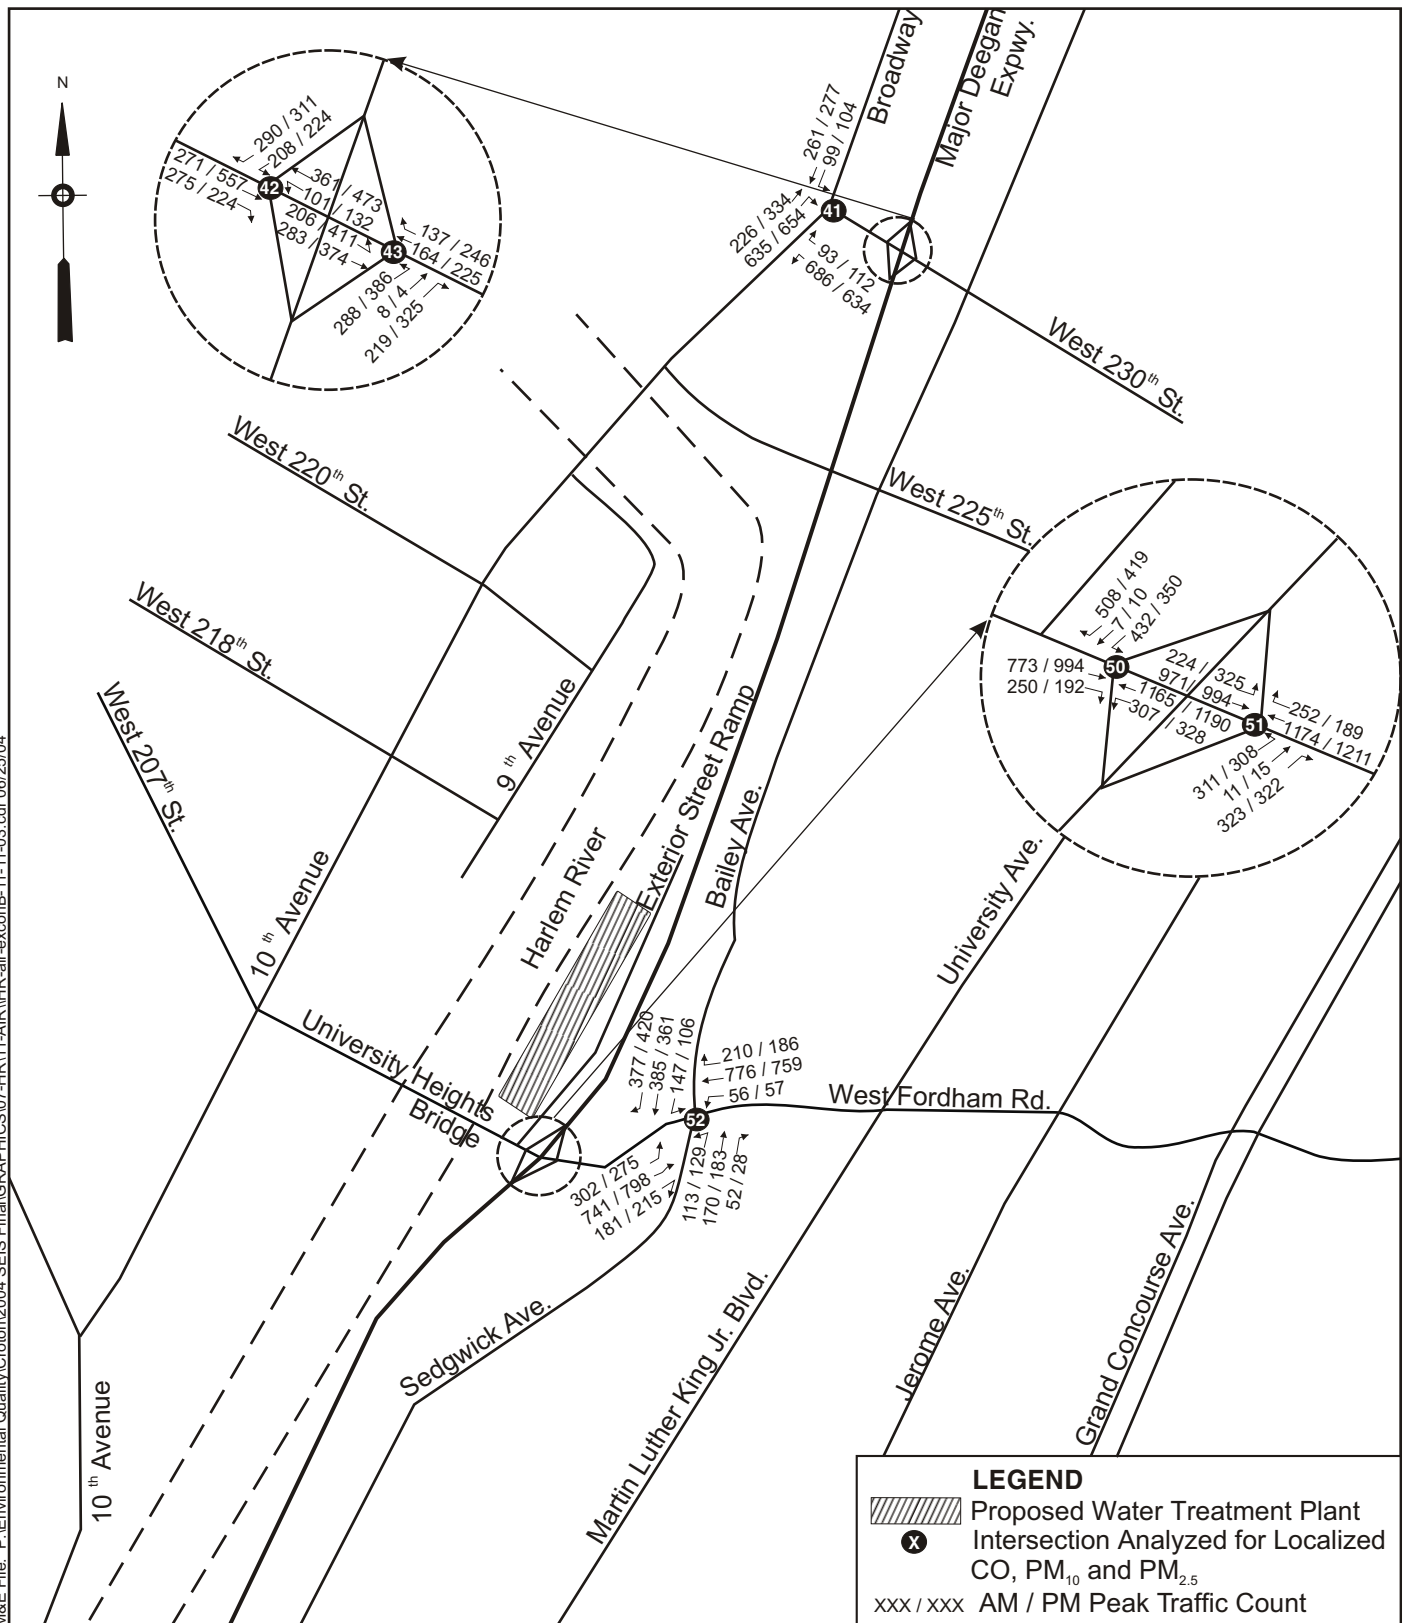 N
Broadway
Major Deegan
Expwy.
261 / 277
99 / 104
226 / 334
635 / 654
41
93 / 112
686 / 634
290 / 311
208 / 224
271 / 557
275 / 224
42
361 / 473
101 / 132
206 / 411
283 / 374
43
137 / 246
164 / 225
288 / 386
8 / 4
219 / 325
West 230th St.
West 220th St.
West 225th St.
West 218th St.
West 207th St.
508 / 419
7 / 10
432 / 350
773 / 994
250 / 192
50
224 / 325
971 / 994
1165 / 1190
307 / 328
51
252 / 189
1174 / 1211
311 / 308
11 / 15
323 / 322
9 th Avenue
10 th Avenue
Harlem River
Exterior Street Ramp
Bailey Ave.
University Ave.
University Heights
Bridge
377 / 420
385 / 361
147 / 106
210 / 186
776 / 759
56 / 57
52
West Fordham Rd.
302 / 275
741 / 798
181 / 215
113 / 129
170 / 183
52 / 28
Sedgwick Ave.
Martin Luther King Jr. Blvd.
Jerome Ave.
Grand Concourse Ave.
10 th Avenue
LEGEND
Proposed Water Treatment Plant
X Intersection Analyzed for Localized
CO, PM10 and PM2.5
XXX / XXX AM / PM Peak Traffic Count